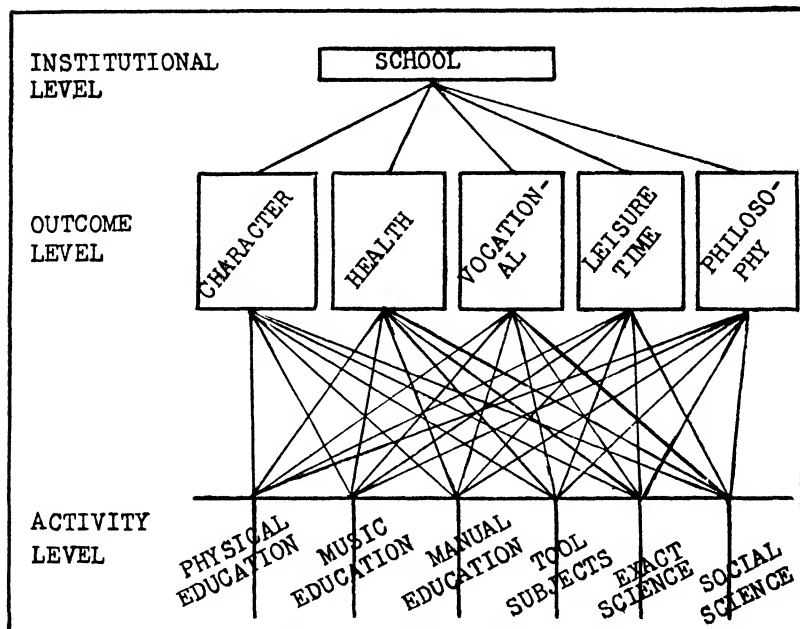 INSTITUTIONAL
LEVEL
SCHOOL
OUTCOME
LEVEL
CHARACTER
HEALTH
VOCATION-
AL
LEISURE
TIME
PHILOSO-
PHY
ACTIVITY
LEVEL
PHYSICAL
EDUCATION
MUSIC
EDUCATION
MANUAL
EDUCATION
TOOL
SUBJECTS
EXACT
SCIENCE
SOCIAL
SCIENCE